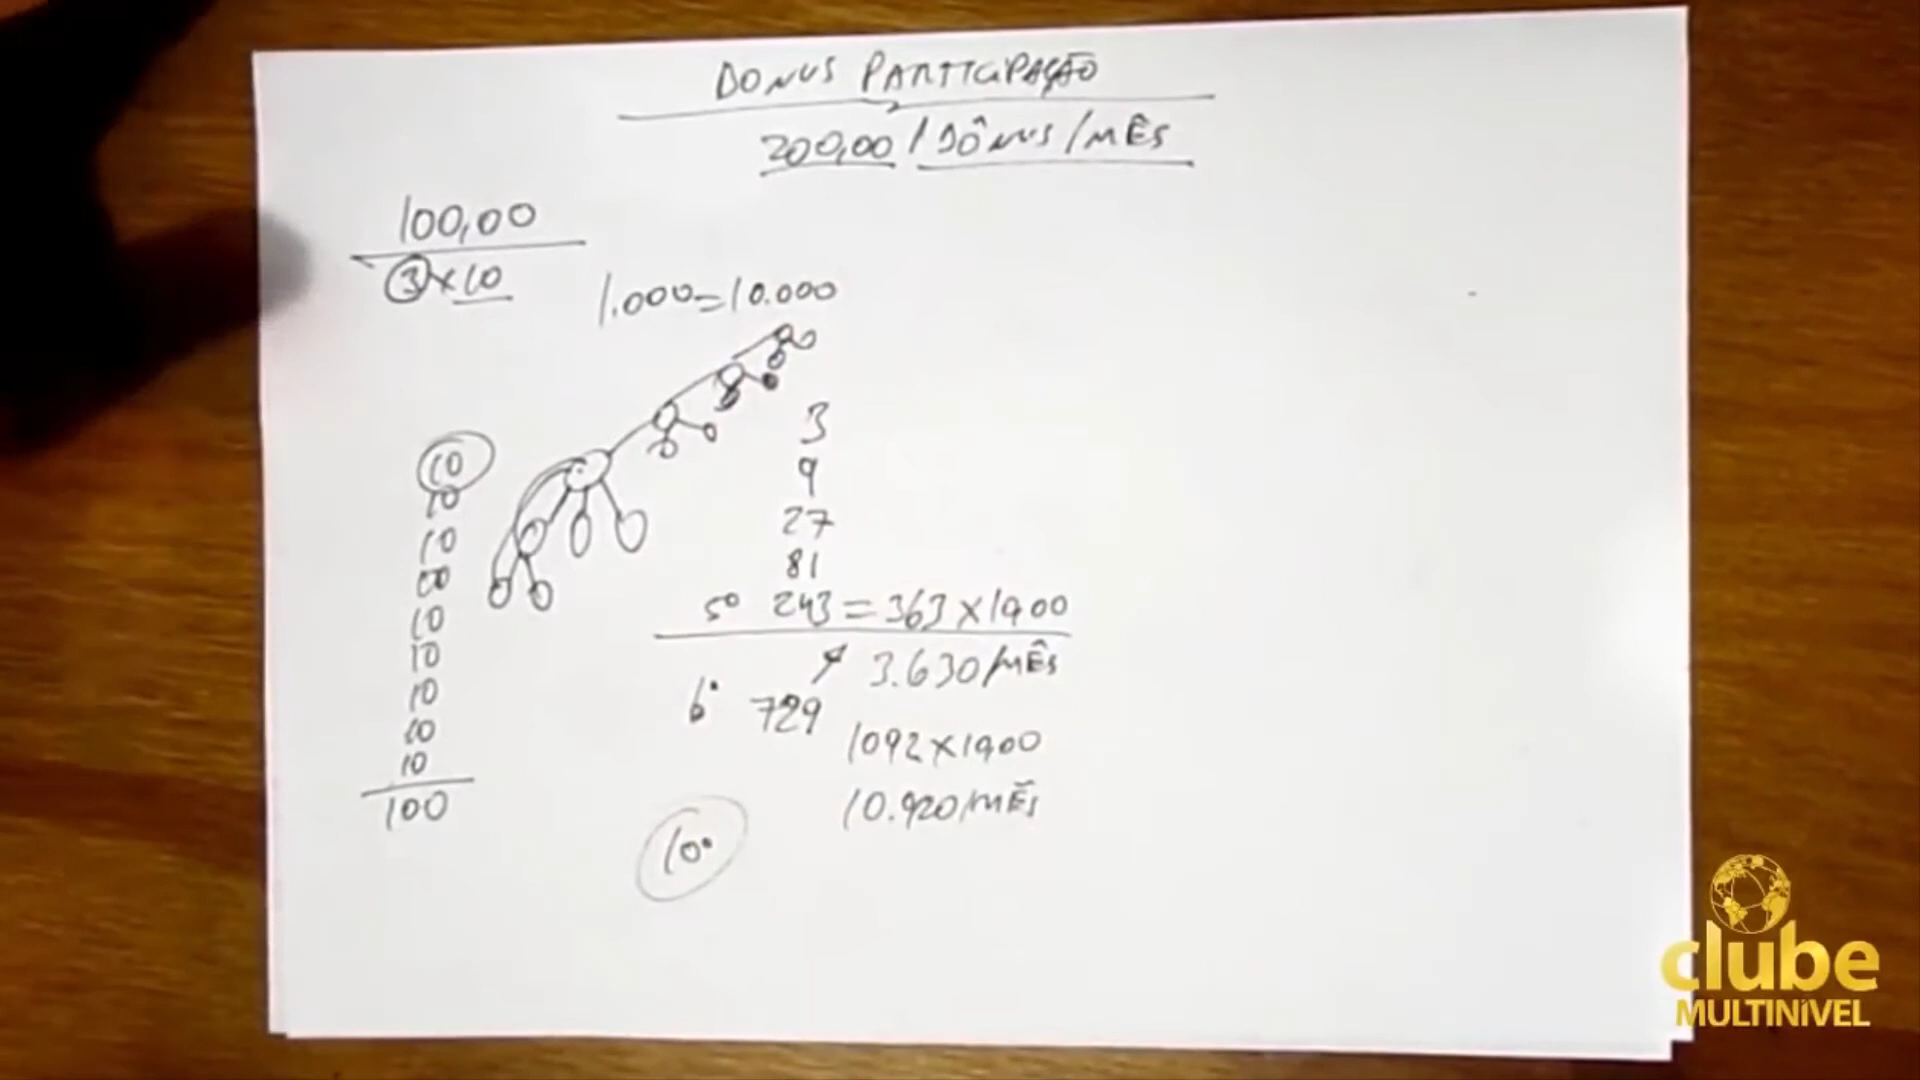 BONUS PARTICIPAÇÃO
200,00 / BÔNUS / MÊS
100,00
3 x 10
1.000 = 10.000
10
10
10
10
10
10
10
10
10
100
3
9
27
81
5º 243 = 363 x 10,00
3.630/MÊS
6º 729
1092 x 10,00
10.920/MÊS
10º
clube
MULTINÍVEL